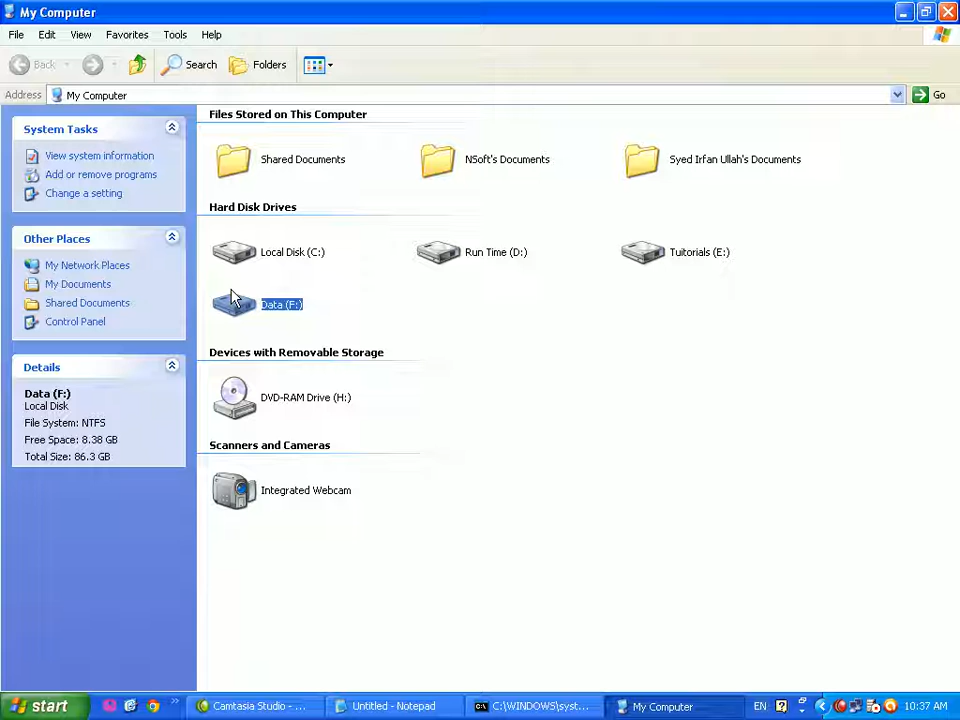 My Computer
File Edit View Favorites Tools Help
Back Search Folders
Address My Computer Go
System Tasks
View system information
Add or remove programs
Change a setting
Other Places
My Network Places
My Documents
Shared Documents
Control Panel
Details
Data (F:)
Local Disk
File System: NTFS
Free Space: 8.38 GB
Total Size: 86.3 GB
Files Stored on This Computer
Shared Documents NSoft's Documents Syed Irfan Ullah's Documents
Hard Disk Drives
Local Disk (C:) Run Time (D:) Tuitorials (E:)
Data (F:)
Devices with Removable Storage
DVD-RAM Drive (H:)
Scanners and Cameras
Integrated Webcam
start Camtasia Studio - ... Untitled - Notepad C:\WINDOWS\syst... My Computer EN 10:37 AM